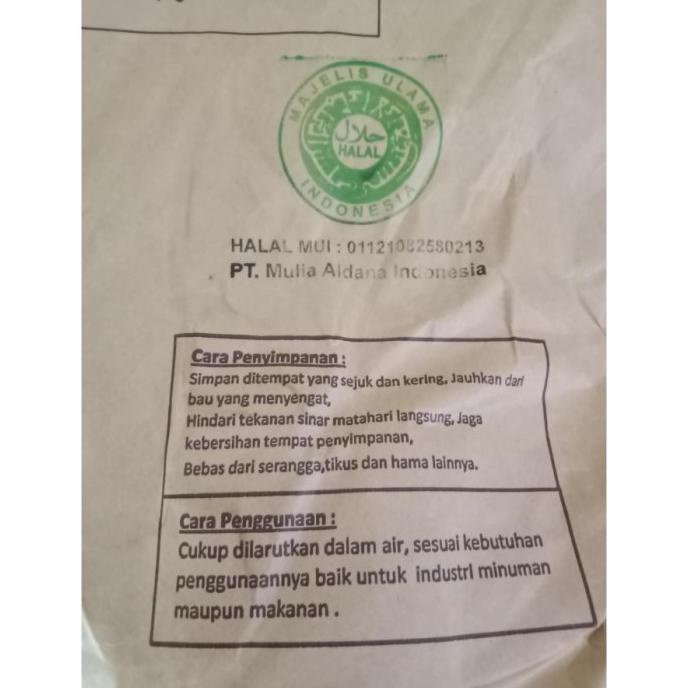 MAJELIS ULAMA
حلال
HALAL
INDONESIA
HALAL MUI : 01121082580213
PT. Mulia Aldana Indonesia
Cara Penyimpanan :
Simpan ditempat yang sejuk dan kering, Jauhkan dari
bau yang menyengat,
Hindari tekanan sinar matahari langsung, Jaga
kebersihan tempat penyimpanan,
Bebas dari serangga,tikus dan hama lainnya.
Cara Penggunaan :
Cukup dilarutkan dalam air, sesuai kebutuhan
penggunaannya baik untuk industri minuman
maupun makanan .